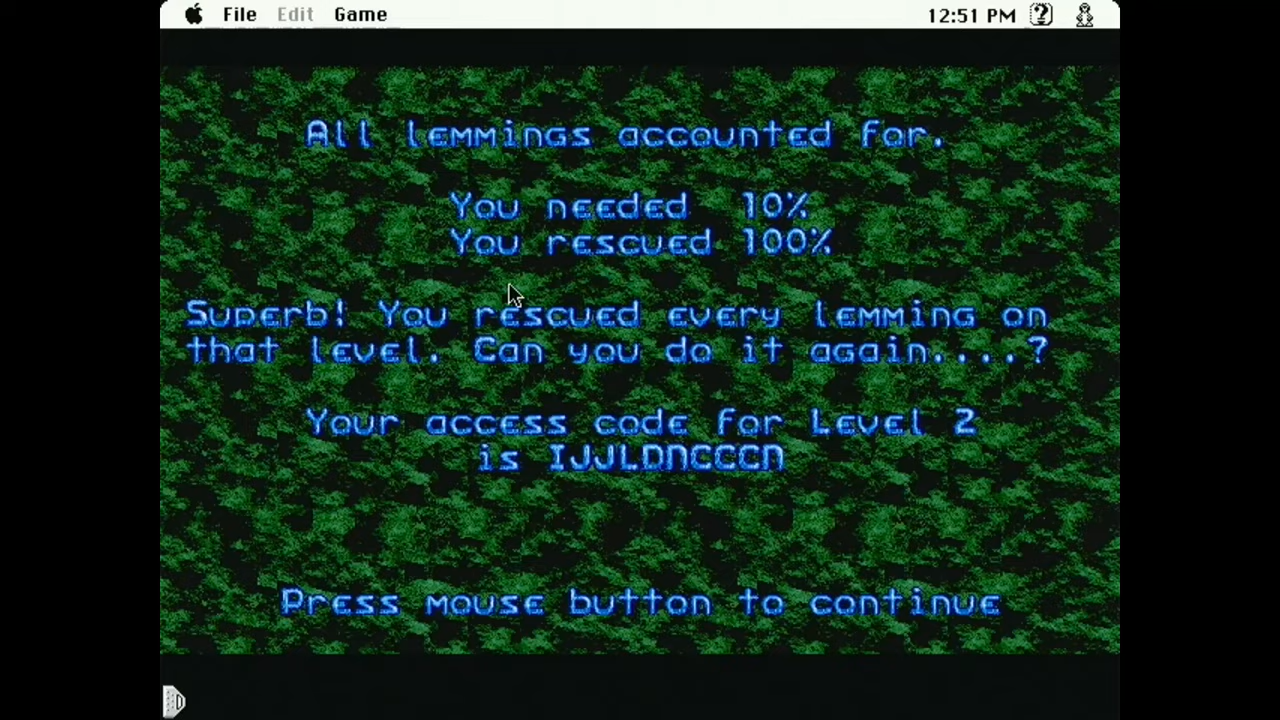 File Edit Game 12:51 PM
All lemmings accounted for.
You needed 10%
You rescued 100%
Superb! You rescued every lemming on
that level. Can you do it again....?
Your access code for Level 2
is IJJLDNCCCN
Press mouse button to continue